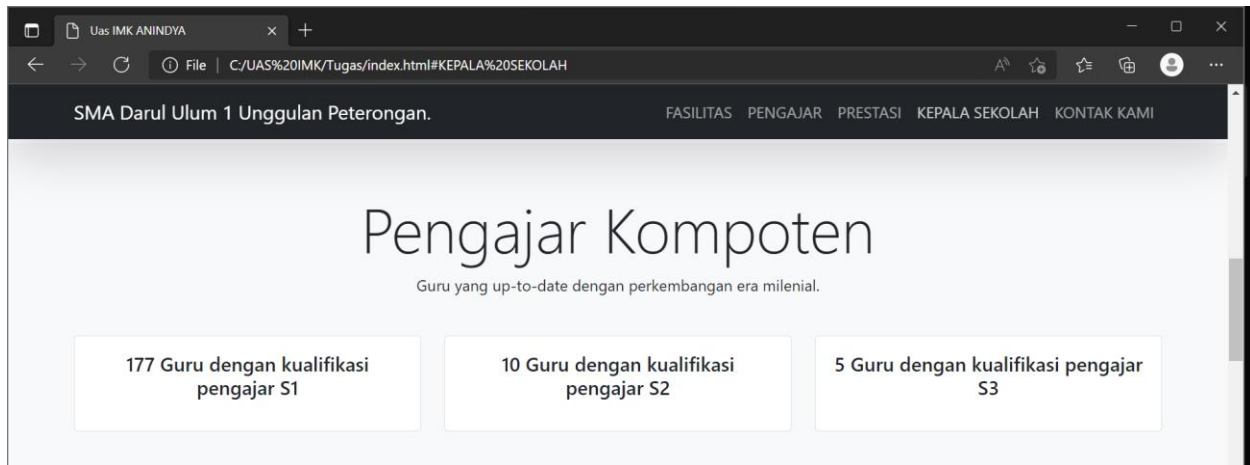 Uas IMK ANINDYA
File | C:/UAS%20IMK/Tugas/index.html#KEPALA%20SEKOLAH
SMA Darul Ulum 1 Unggulan Peterongan.
FASILITAS PENGAJAR PRESTASI KEPALA SEKOLAH KONTAK KAMI
Pengajar Kompoten
Guru yang up-to-date dengan perkembangan era milenial.
177 Guru dengan kualifikasi
pengajar S1
10 Guru dengan kualifikasi
pengajar S2
5 Guru dengan kualifikasi pengajar
S3